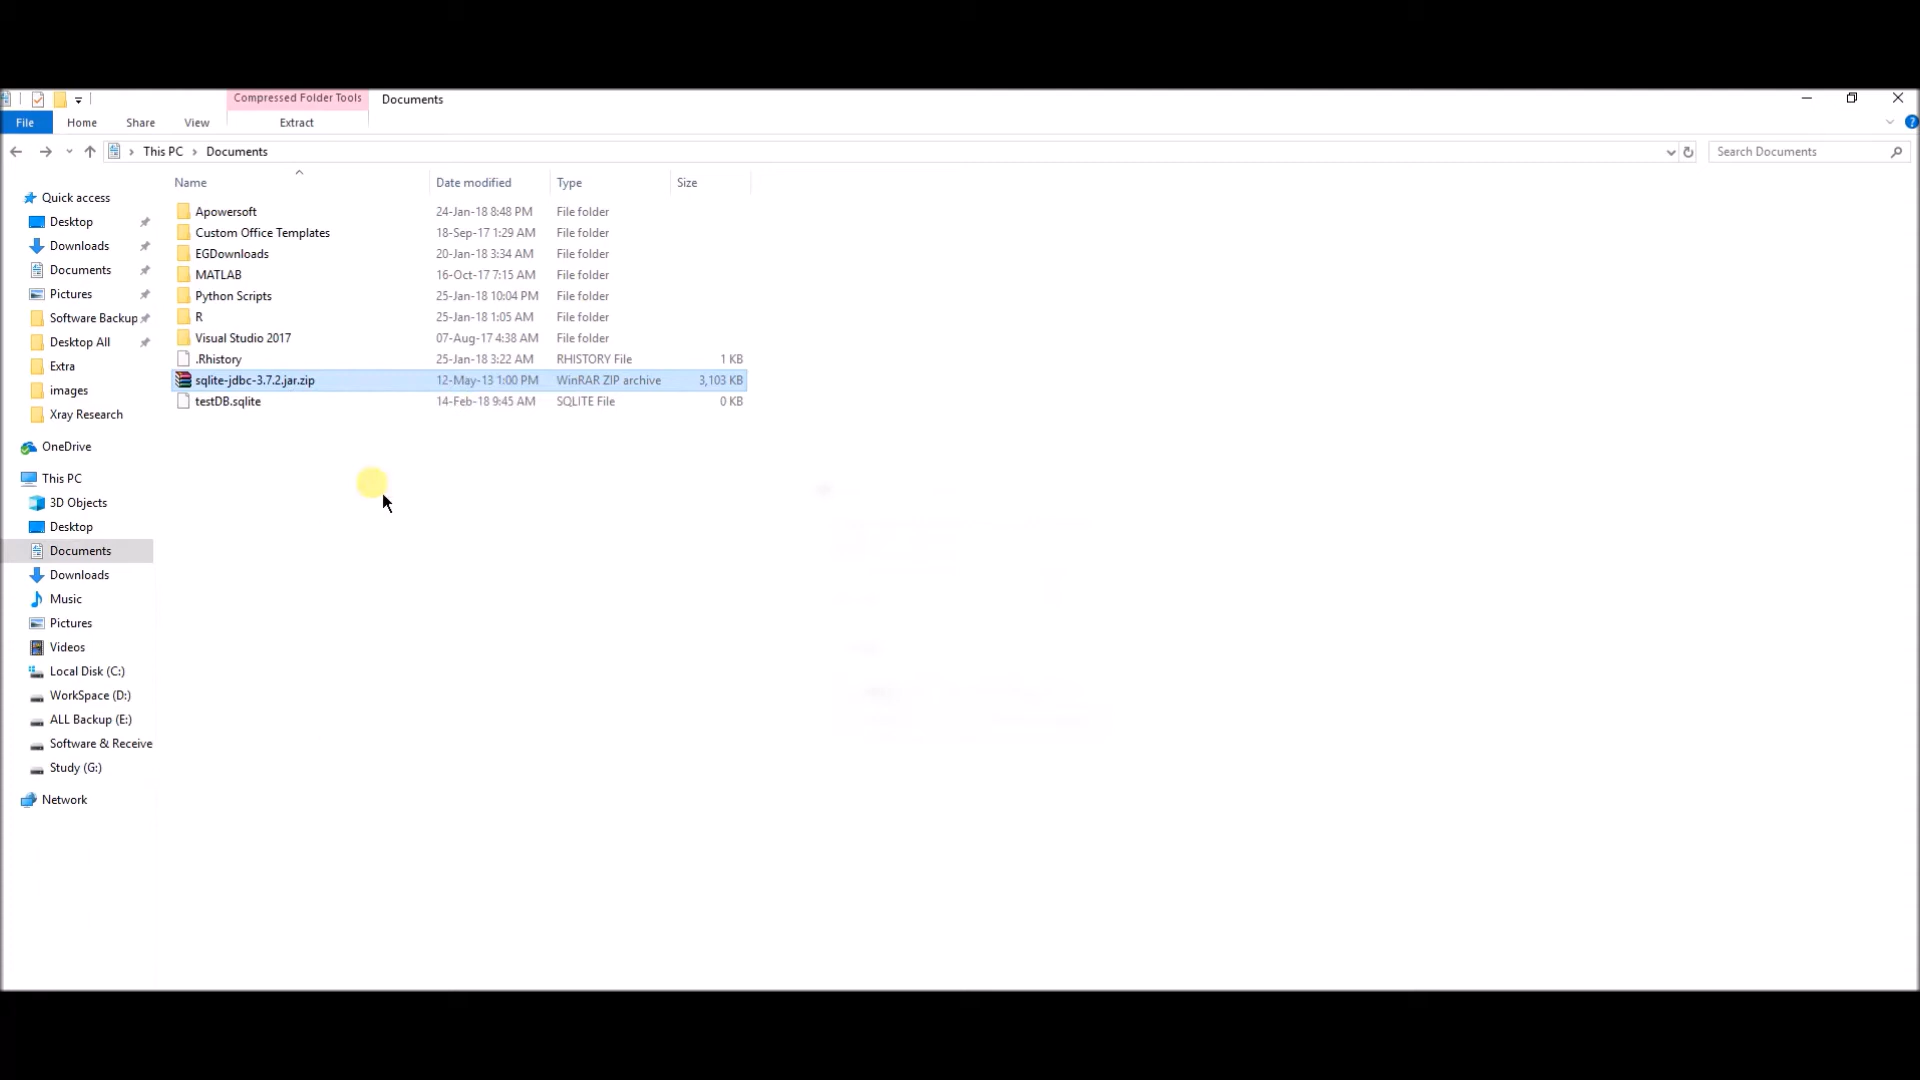 Compressed Folder Tools
Documents
File
Home
Share
View
Extract
?
This PC
Documents
Search Documents
Name
Date modified
Type
Size
Apowersoft 24-Jan-18 8:48 PM File folder
Custom Office Templates 18-Sep-17 1:29 AM File folder
EGDownloads 20-Jan-18 3:34 AM File folder
MATLAB 16-Oct-17 7:15 AM File folder
Python Scripts 25-Jan-18 10:04 PM File folder
R 25-Jan-18 1:05 AM File folder
Visual Studio 2017 07-Aug-17 4:38 AM File folder
.Rhistory 25-Jan-18 3:22 AM RHISTORY File 1 KB
sqlite-jdbc-3.7.2.jar.zip 12-May-13 1:00 PM WinRAR ZIP archive 3,103 KB
testDB.sqlite 14-Feb-18 9:45 AM SQLITE File 0 KB
Quick access
Desktop
Downloads
Documents
Pictures
Software Backup
Desktop All
Extra
images
Xray Research
OneDrive
This PC
3D Objects
Desktop
Documents
Downloads
Music
Pictures
Videos
Local Disk (C:)
WorkSpace (D:)
ALL Backup (E:)
Software & Receive
Study (G:)
Network